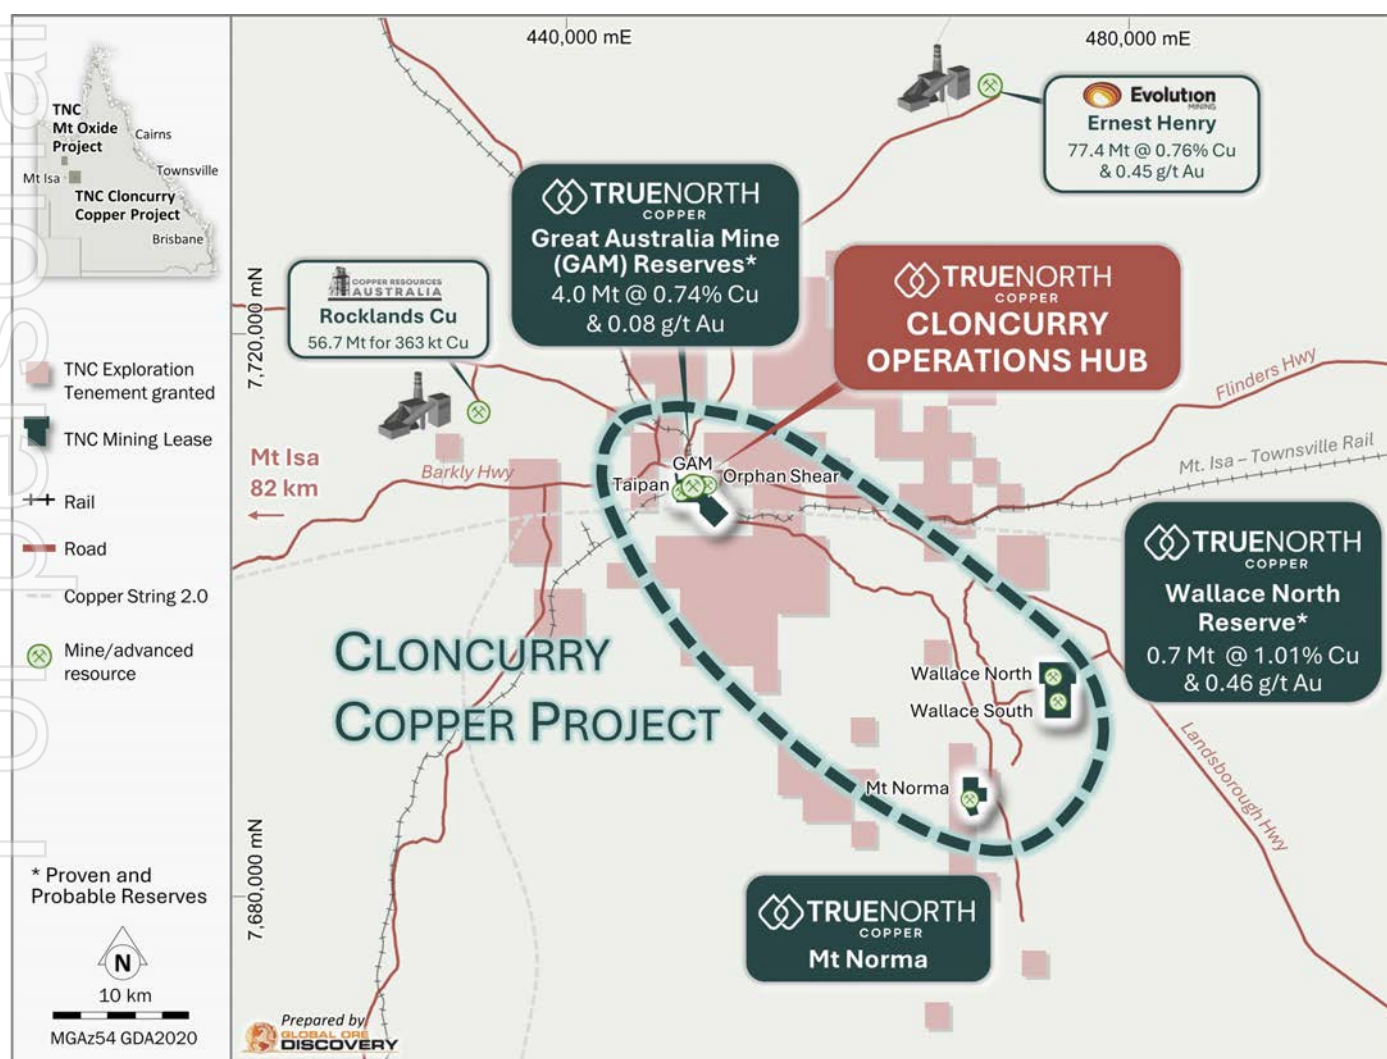 For personal
TNC
Mt Oxide
Project
Cairns
Mt Isa
Townsville
TNC Cloncurry
Copper Project
Brisbane
TNC Exploration
Tenement granted
TNC Mining Lease
Rail
Road
Copper String 2.0
Mine/advanced
resource
* Proven and
Probable Reserves
N
10 km
MGAz54 GDA2020
440,000 mE
480,000 mE
7,720,000 mN
7,680,000 mN
Evolution
MINING
Ernest Henry
77.4 Mt @ 0.76% Cu
& 0.45 g/t Au
TRUENORTH
COPPER
Great Australia Mine
(GAM) Reserves*
4.0 Mt @ 0.74% Cu
& 0.08 g/t Au
COPPER RESOURCES
AUSTRALIA
Rocklands Cu
56.7 Mt for 363 kt Cu
TRUENORTH
COPPER
CLONCURRY
OPERATIONS HUB
Flinders Hwy
Mt. Isa – Townsville Rail
Mt Isa
82 km
Barkly Hwy
GAM
Taipan
Orphan Shear
TRUENORTH
COPPER
Wallace North
Reserve*
0.7 Mt @ 1.01% Cu
& 0.46 g/t Au
CLONCURRY
COPPER PROJECT
Wallace North
Wallace South
Mt Norma
Landsborough Hwy
TRUENORTH
COPPER
Mt Norma
Prepared by
GLOBAL ORE
DISCOVERY